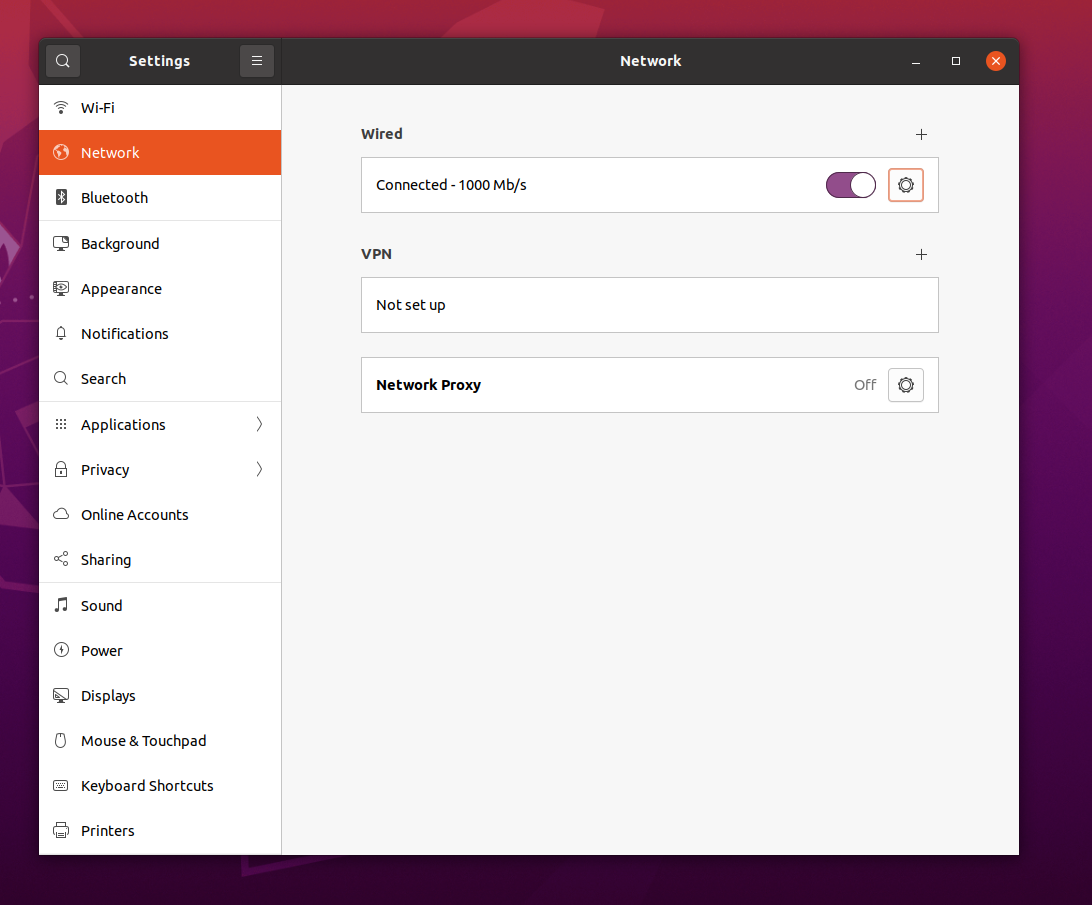 Settings
Network
Wi-Fi
Network
Bluetooth
Background
Appearance
Notifications
Search
Applications
Privacy
Online Accounts
Sharing
Sound
Power
Displays
Mouse & Touchpad
Keyboard Shortcuts
Printers
Wired
Connected - 1000 Mb/s
VPN
Not set up
Network Proxy Off